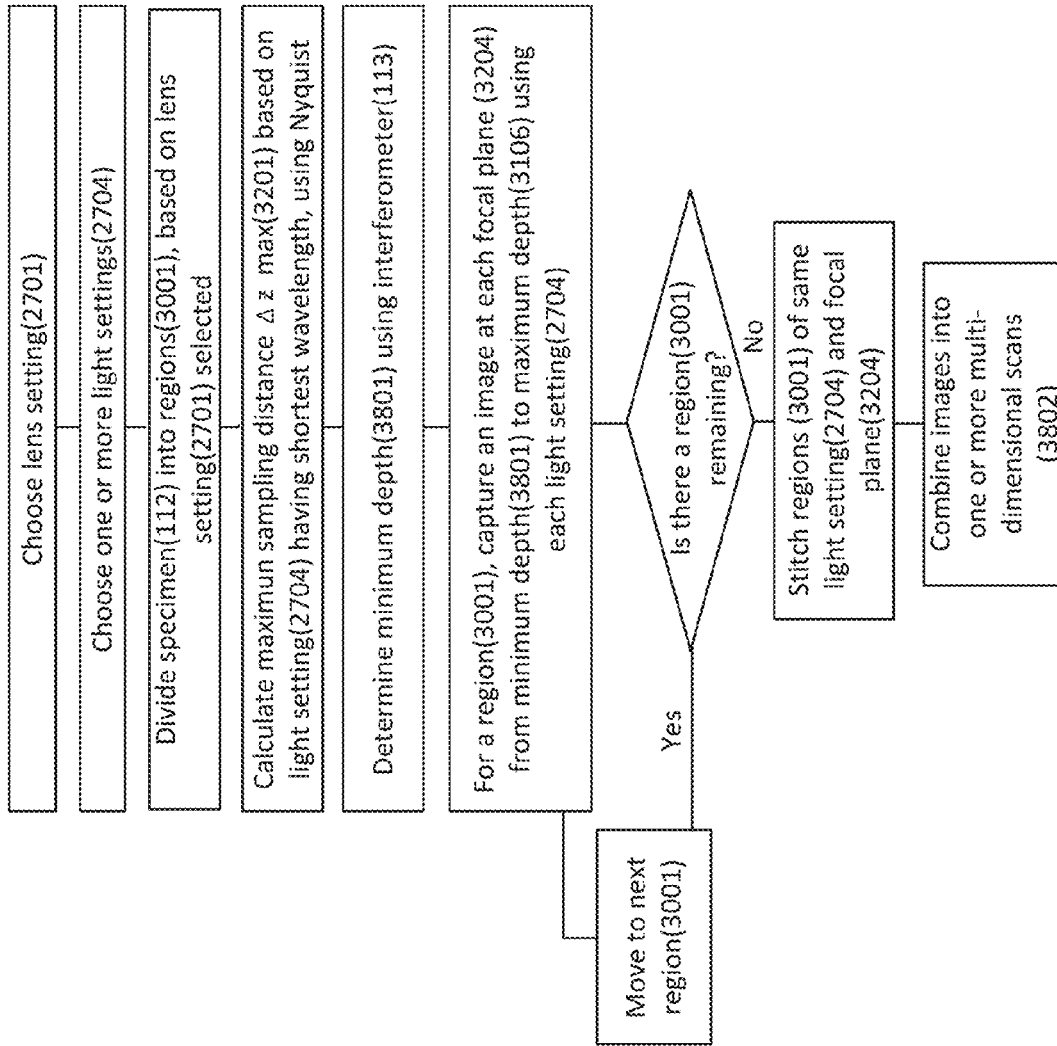 Choose lens setting(2701)
Choose one or more light settings(2704)
Divide specimen(112) into regions(3001), based on lens
setting(2701) selected
Calculate maximun sampling distance Δ z max(3201) based on
light setting(2704) having shortest wavelength, using Nyquist
Determine minimum depth(3801) using interferometer(113)
For a region(3001), capture an image at each focal plane (3204)
from minimum depth(3801) to maximum depth(3106) using
each light setting(2704)
Move to next
region(3001)
Yes
Is there a region(3001)
remaining?
No
Stitch regions (3001) of same
light setting(2704) and focal
plane(3204)
Combine images into
one or more multi-
dimensional scans
(3802)